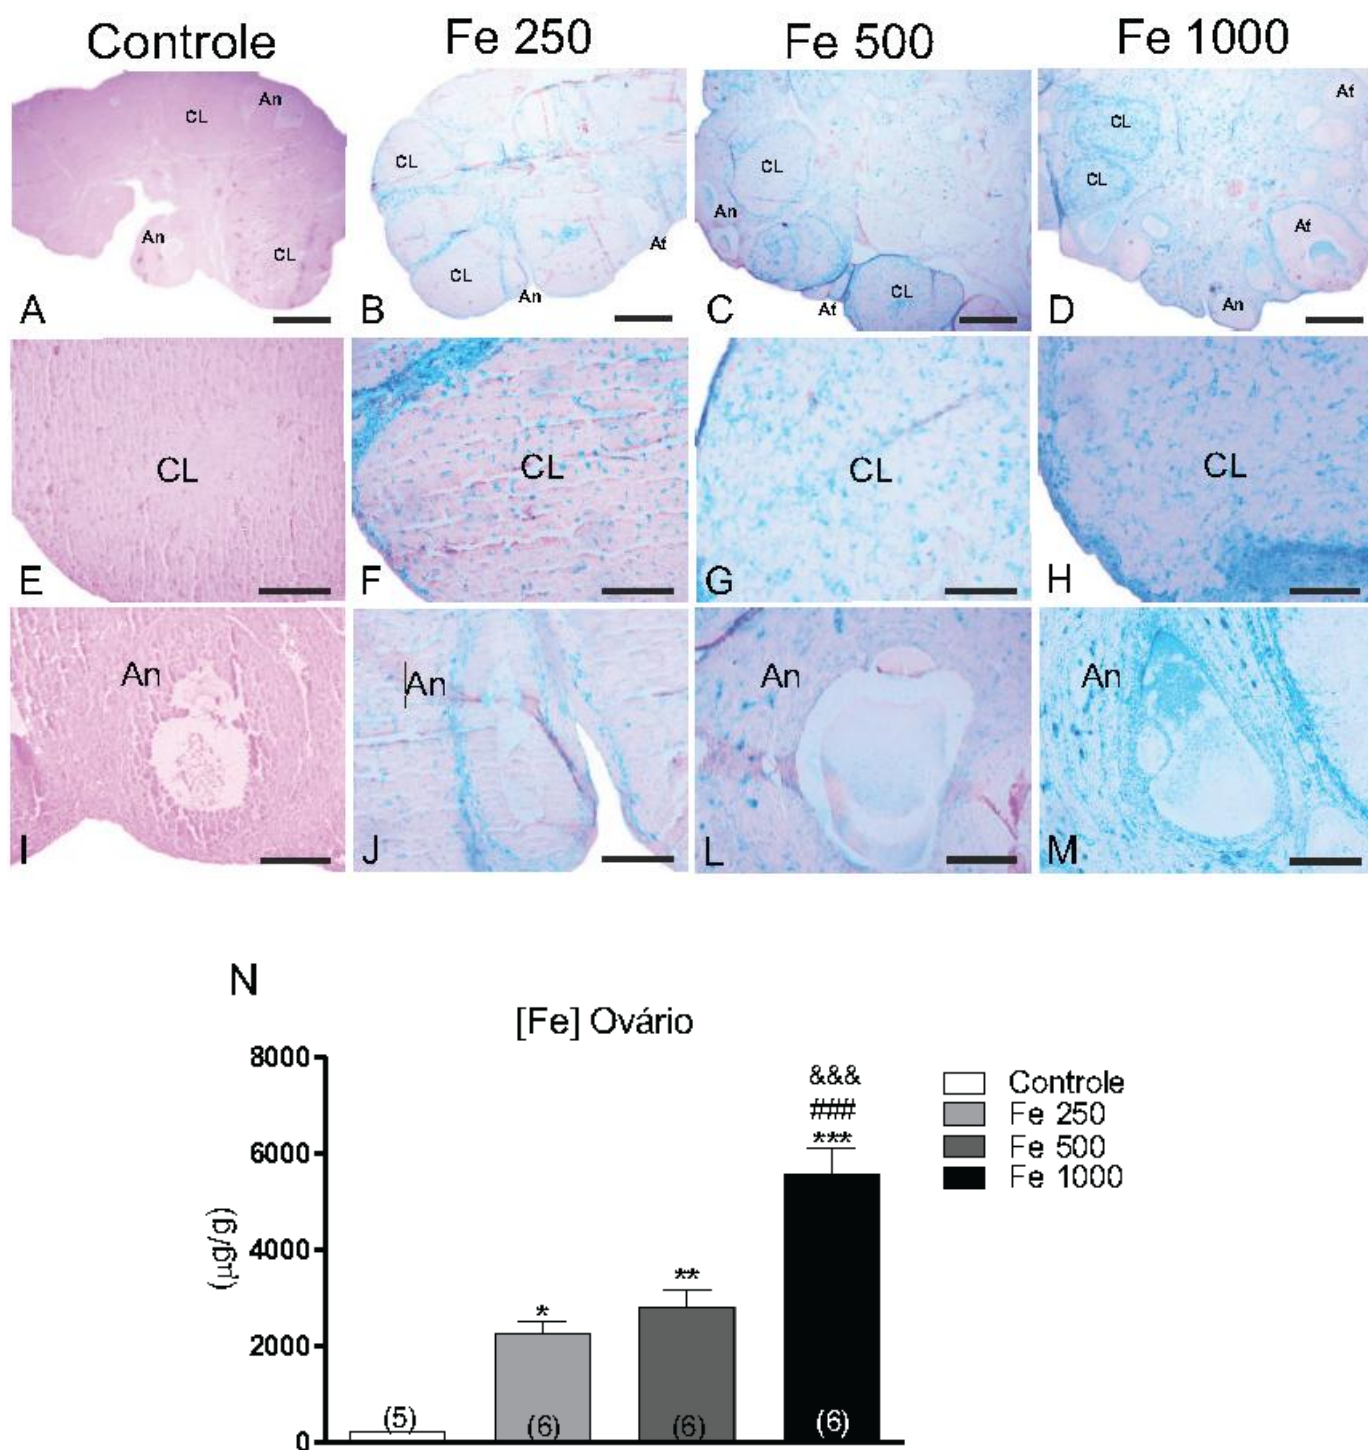 Controle Fe 250 Fe 500 Fe 1000
CL An An CL A
CL CL An Af B
CL An Af CL C
CL CL Af Af An D
CL E
CL F
CL G
CL H
An I
An J
An L
An M
N
[Fe] Ovário
(µg/g)
8000
6000
4000
2000
0
(5)
* (6)
** (6)
&&&
###
***
(6)
Controle
Fe 250
Fe 500
Fe 1000